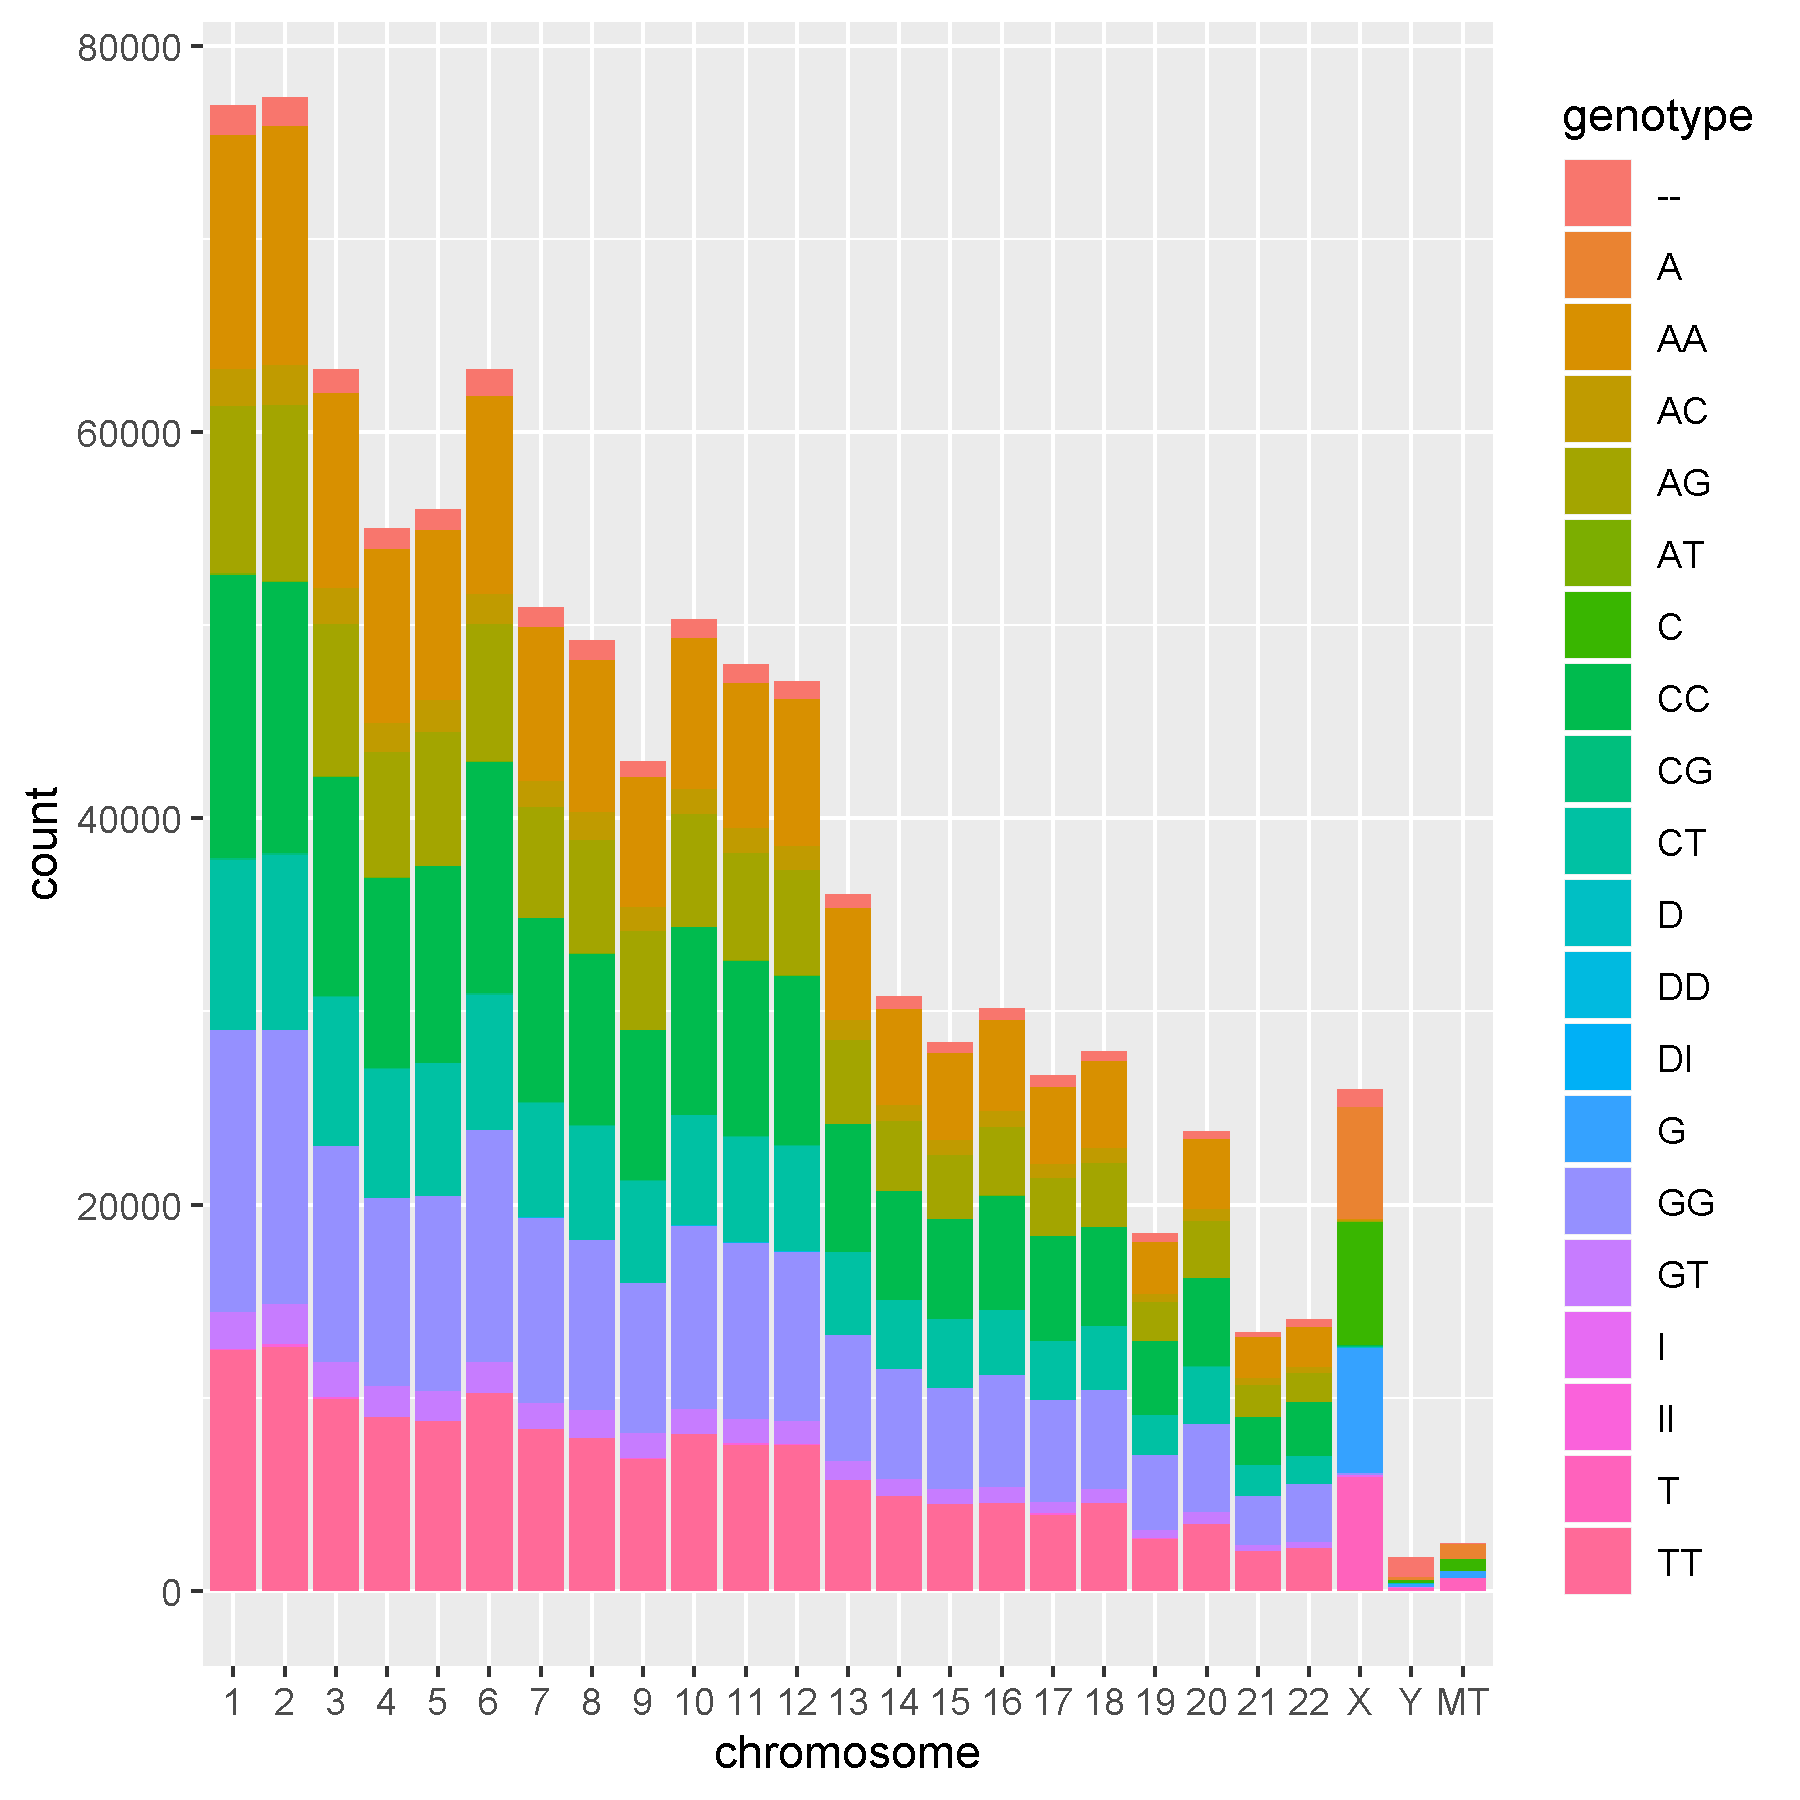 80000
60000
40000
20000
0
count
1 2 3 4 5 6 7 8 9 10 11 12 13 14 15 16 17 18 19 20 21 22 X Y MT
chromosome
genotype
--
A
AA
AC
AG
AT
C
CC
CG
CT
D
DD
DI
G
GG
GT
I
II
T
TT